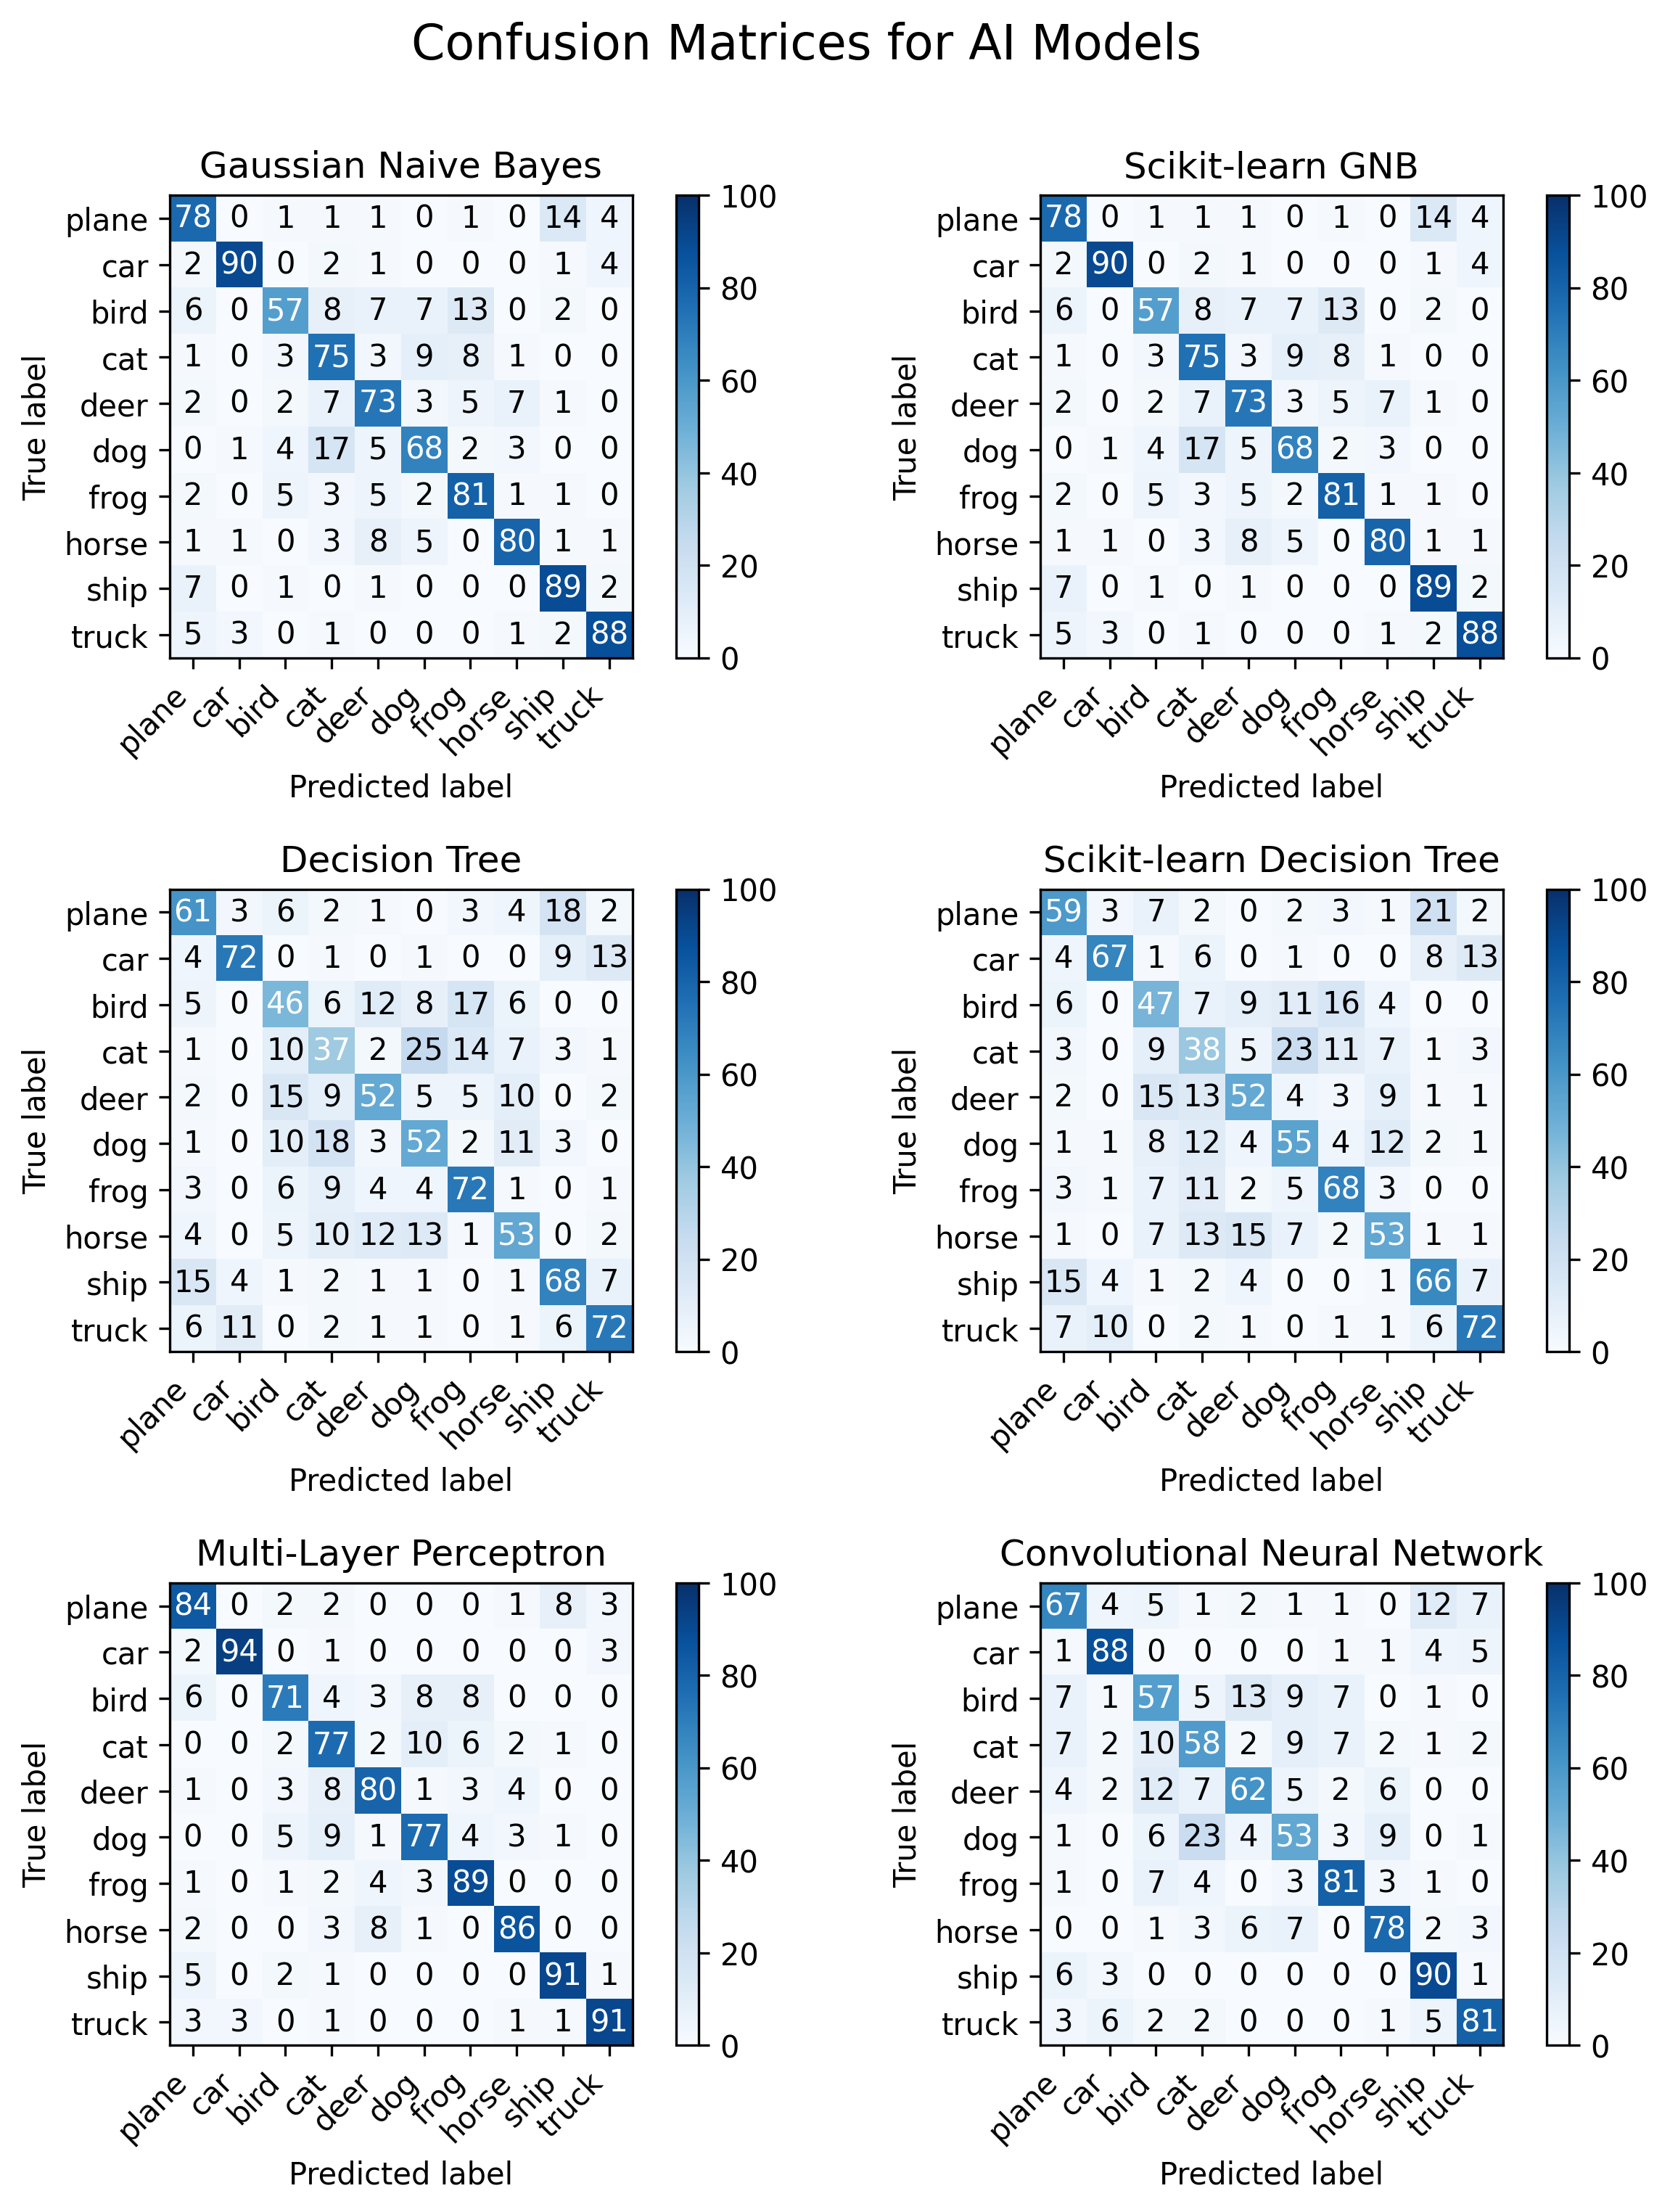 Confusion Matrices for AI Models
Gaussian Naive Bayes
True label
plane 78 0 1 1 1 0 1 0 14 4
car 2 90 0 2 1 0 0 0 1 4
bird 6 0 57 8 7 7 13 0 2 0
cat 1 0 3 75 3 9 8 1 0 0
deer 2 0 2 7 73 3 5 7 1 0
dog 0 1 4 17 5 68 2 3 0 0
frog 2 0 5 3 5 2 81 1 1 0
horse 1 1 0 3 8 5 0 80 1 1
ship 7 0 1 0 1 0 0 0 89 2
truck 5 3 0 1 0 0 0 1 2 88
plane car bird cat deer dog frog horse ship truck
Predicted label
100
80
60
40
20
0
Scikit-learn GNB
True label
plane 78 0 1 1 1 0 1 0 14 4
car 2 90 0 2 1 0 0 0 1 4
bird 6 0 57 8 7 7 13 0 2 0
cat 1 0 3 75 3 9 8 1 0 0
deer 2 0 2 7 73 3 5 7 1 0
dog 0 1 4 17 5 68 2 3 0 0
frog 2 0 5 3 5 2 81 1 1 0
horse 1 1 0 3 8 5 0 80 1 1
ship 7 0 1 0 1 0 0 0 89 2
truck 5 3 0 1 0 0 0 1 2 88
plane car bird cat deer dog frog horse ship truck
Predicted label
100
80
60
40
20
0
Decision Tree
True label
plane 61 3 6 2 1 0 3 4 18 2
car 4 72 0 1 0 1 0 0 9 13
bird 5 0 46 6 12 8 17 6 0 0
cat 1 0 10 37 2 25 14 7 3 1
deer 2 0 15 9 52 5 5 10 0 2
dog 1 0 10 18 3 52 2 11 3 0
frog 3 0 6 9 4 4 72 1 0 1
horse 4 0 5 10 12 13 1 53 0 2
ship 15 4 1 2 1 1 0 1 68 7
truck 6 11 0 2 1 1 0 1 6 72
plane car bird cat deer dog frog horse ship truck
Predicted label
100
80
60
40
20
0
Scikit-learn Decision Tree
True label
plane 59 3 7 2 0 2 3 1 21 2
car 4 67 1 6 0 1 0 0 8 13
bird 6 0 47 7 9 11 16 4 0 0
cat 3 0 9 38 5 23 11 7 1 3
deer 2 0 15 13 52 4 3 9 1 1
dog 1 1 8 12 4 55 4 12 2 1
frog 3 1 7 11 2 5 68 3 0 0
horse 1 0 7 13 15 7 2 53 1 1
ship 15 4 1 2 4 0 0 1 66 7
truck 7 10 0 2 1 0 1 1 6 72
plane car bird cat deer dog frog horse ship truck
Predicted label
100
80
60
40
20
0
Multi-Layer Perceptron
True label
plane 84 0 2 2 0 0 0 1 8 3
car 2 94 0 1 0 0 0 0 0 3
bird 6 0 71 4 3 8 8 0 0 0
cat 0 0 2 77 2 10 6 2 1 0
deer 1 0 3 8 80 1 3 4 0 0
dog 0 0 5 9 1 77 4 3 1 0
frog 1 0 1 2 4 3 89 0 0 0
horse 2 0 0 3 8 1 0 86 0 0
ship 5 0 2 1 0 0 0 0 91 1
truck 3 3 0 1 0 0 0 1 1 91
plane car bird cat deer dog frog horse ship truck
Predicted label
100
80
60
40
20
0
Convolutional Neural Network
True label
plane 67 4 5 1 2 1 1 0 12 7
car 1 88 0 0 0 0 1 1 4 5
bird 7 1 57 5 13 9 7 0 1 0
cat 7 2 10 58 2 9 7 2 1 2
deer 4 2 12 7 62 5 2 6 0 0
dog 1 0 6 23 4 53 3 9 0 1
frog 1 0 7 4 0 3 81 3 1 0
horse 0 0 1 3 6 7 0 78 2 3
ship 6 3 0 0 0 0 0 0 90 1
truck 3 6 2 2 0 0 0 1 5 81
plane car bird cat deer dog frog horse ship truck
Predicted label
100
80
60
40
20
0